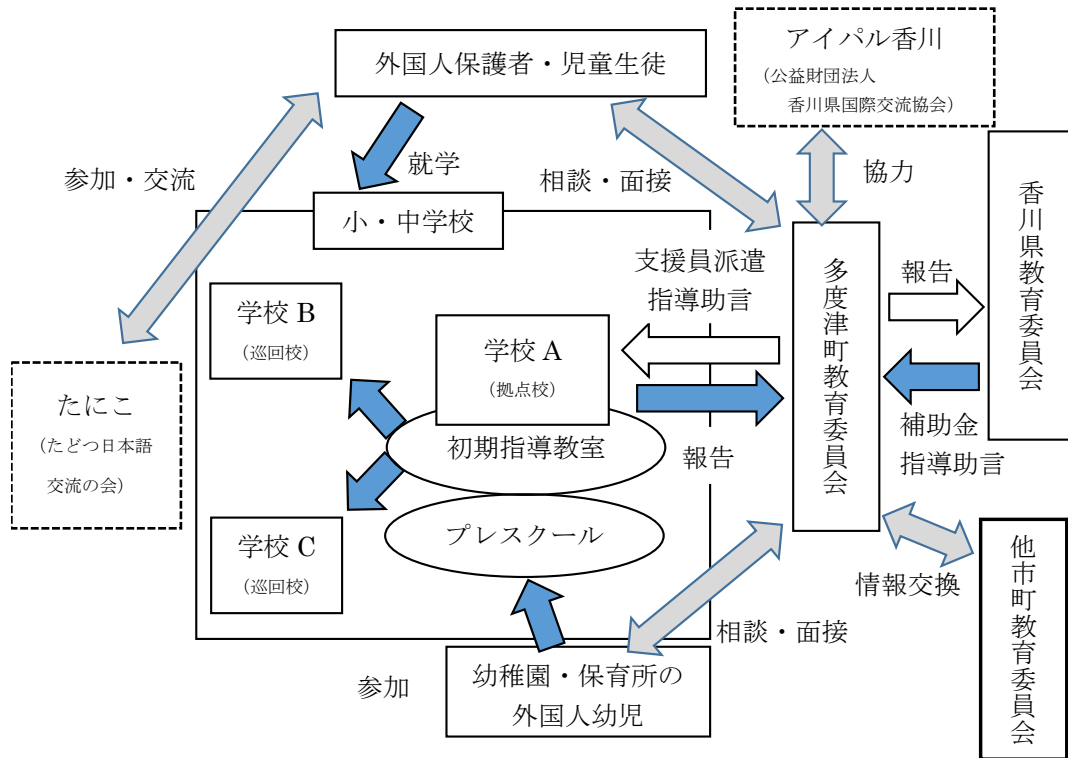 外国人保護者・児童生徒
アイパル香川
（公益財団法人
香川県国際交流協会）
参加・交流
就学
相談・面接
協力
小・中学校
香川県教育委員会
多度津町教育委員会
支援員派遣
指導助言
報告
学校 B
（巡回校）
学校 A
（拠点校）
たにこ
（たどつ日本語
交流の会）
初期指導教室
報告
補助金
指導助言
プレスクール
学校 C
（巡回校）
情報交換
他市町教育委員会
相談・面接
参加
幼稚園・保育所の
外国人幼児